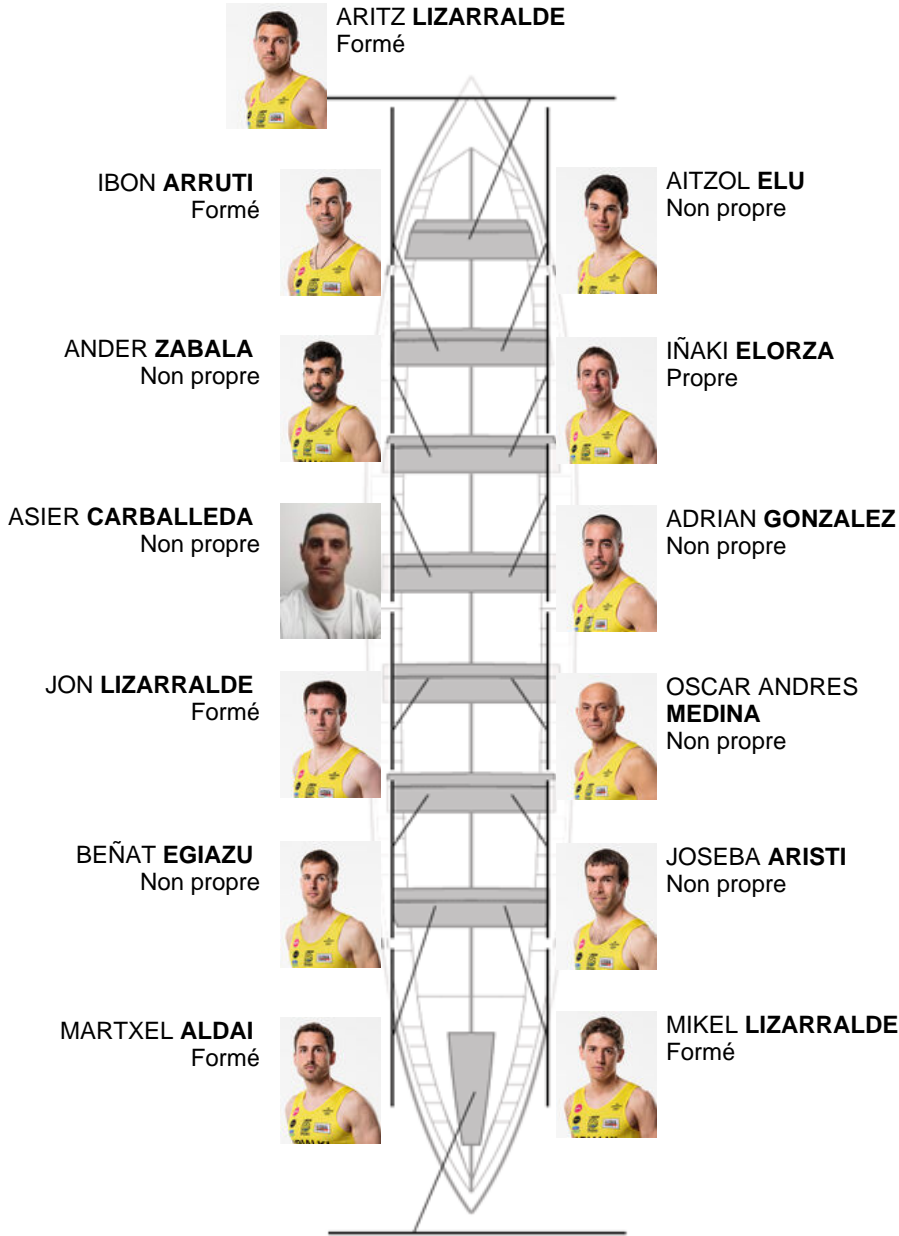 ARITZ LIZARRALDE
Formé
IBON ARRUTI
Formé
AITZOL ELU
Non propre
ANDER ZABALA
Non propre
IÑAKI ELORZA
Propre
ASIER CARBALLEDA
Non propre
ADRIAN GONZALEZ
Non propre
JON LIZARRALDE
Formé
OSCAR ANDRES
MEDINA
Non propre
BEÑAT EGIAZU
Non propre
JOSEBA ARISTI
Non propre
MARTXEL ALDAI
Formé
MIKEL LIZARRALDE
Formé